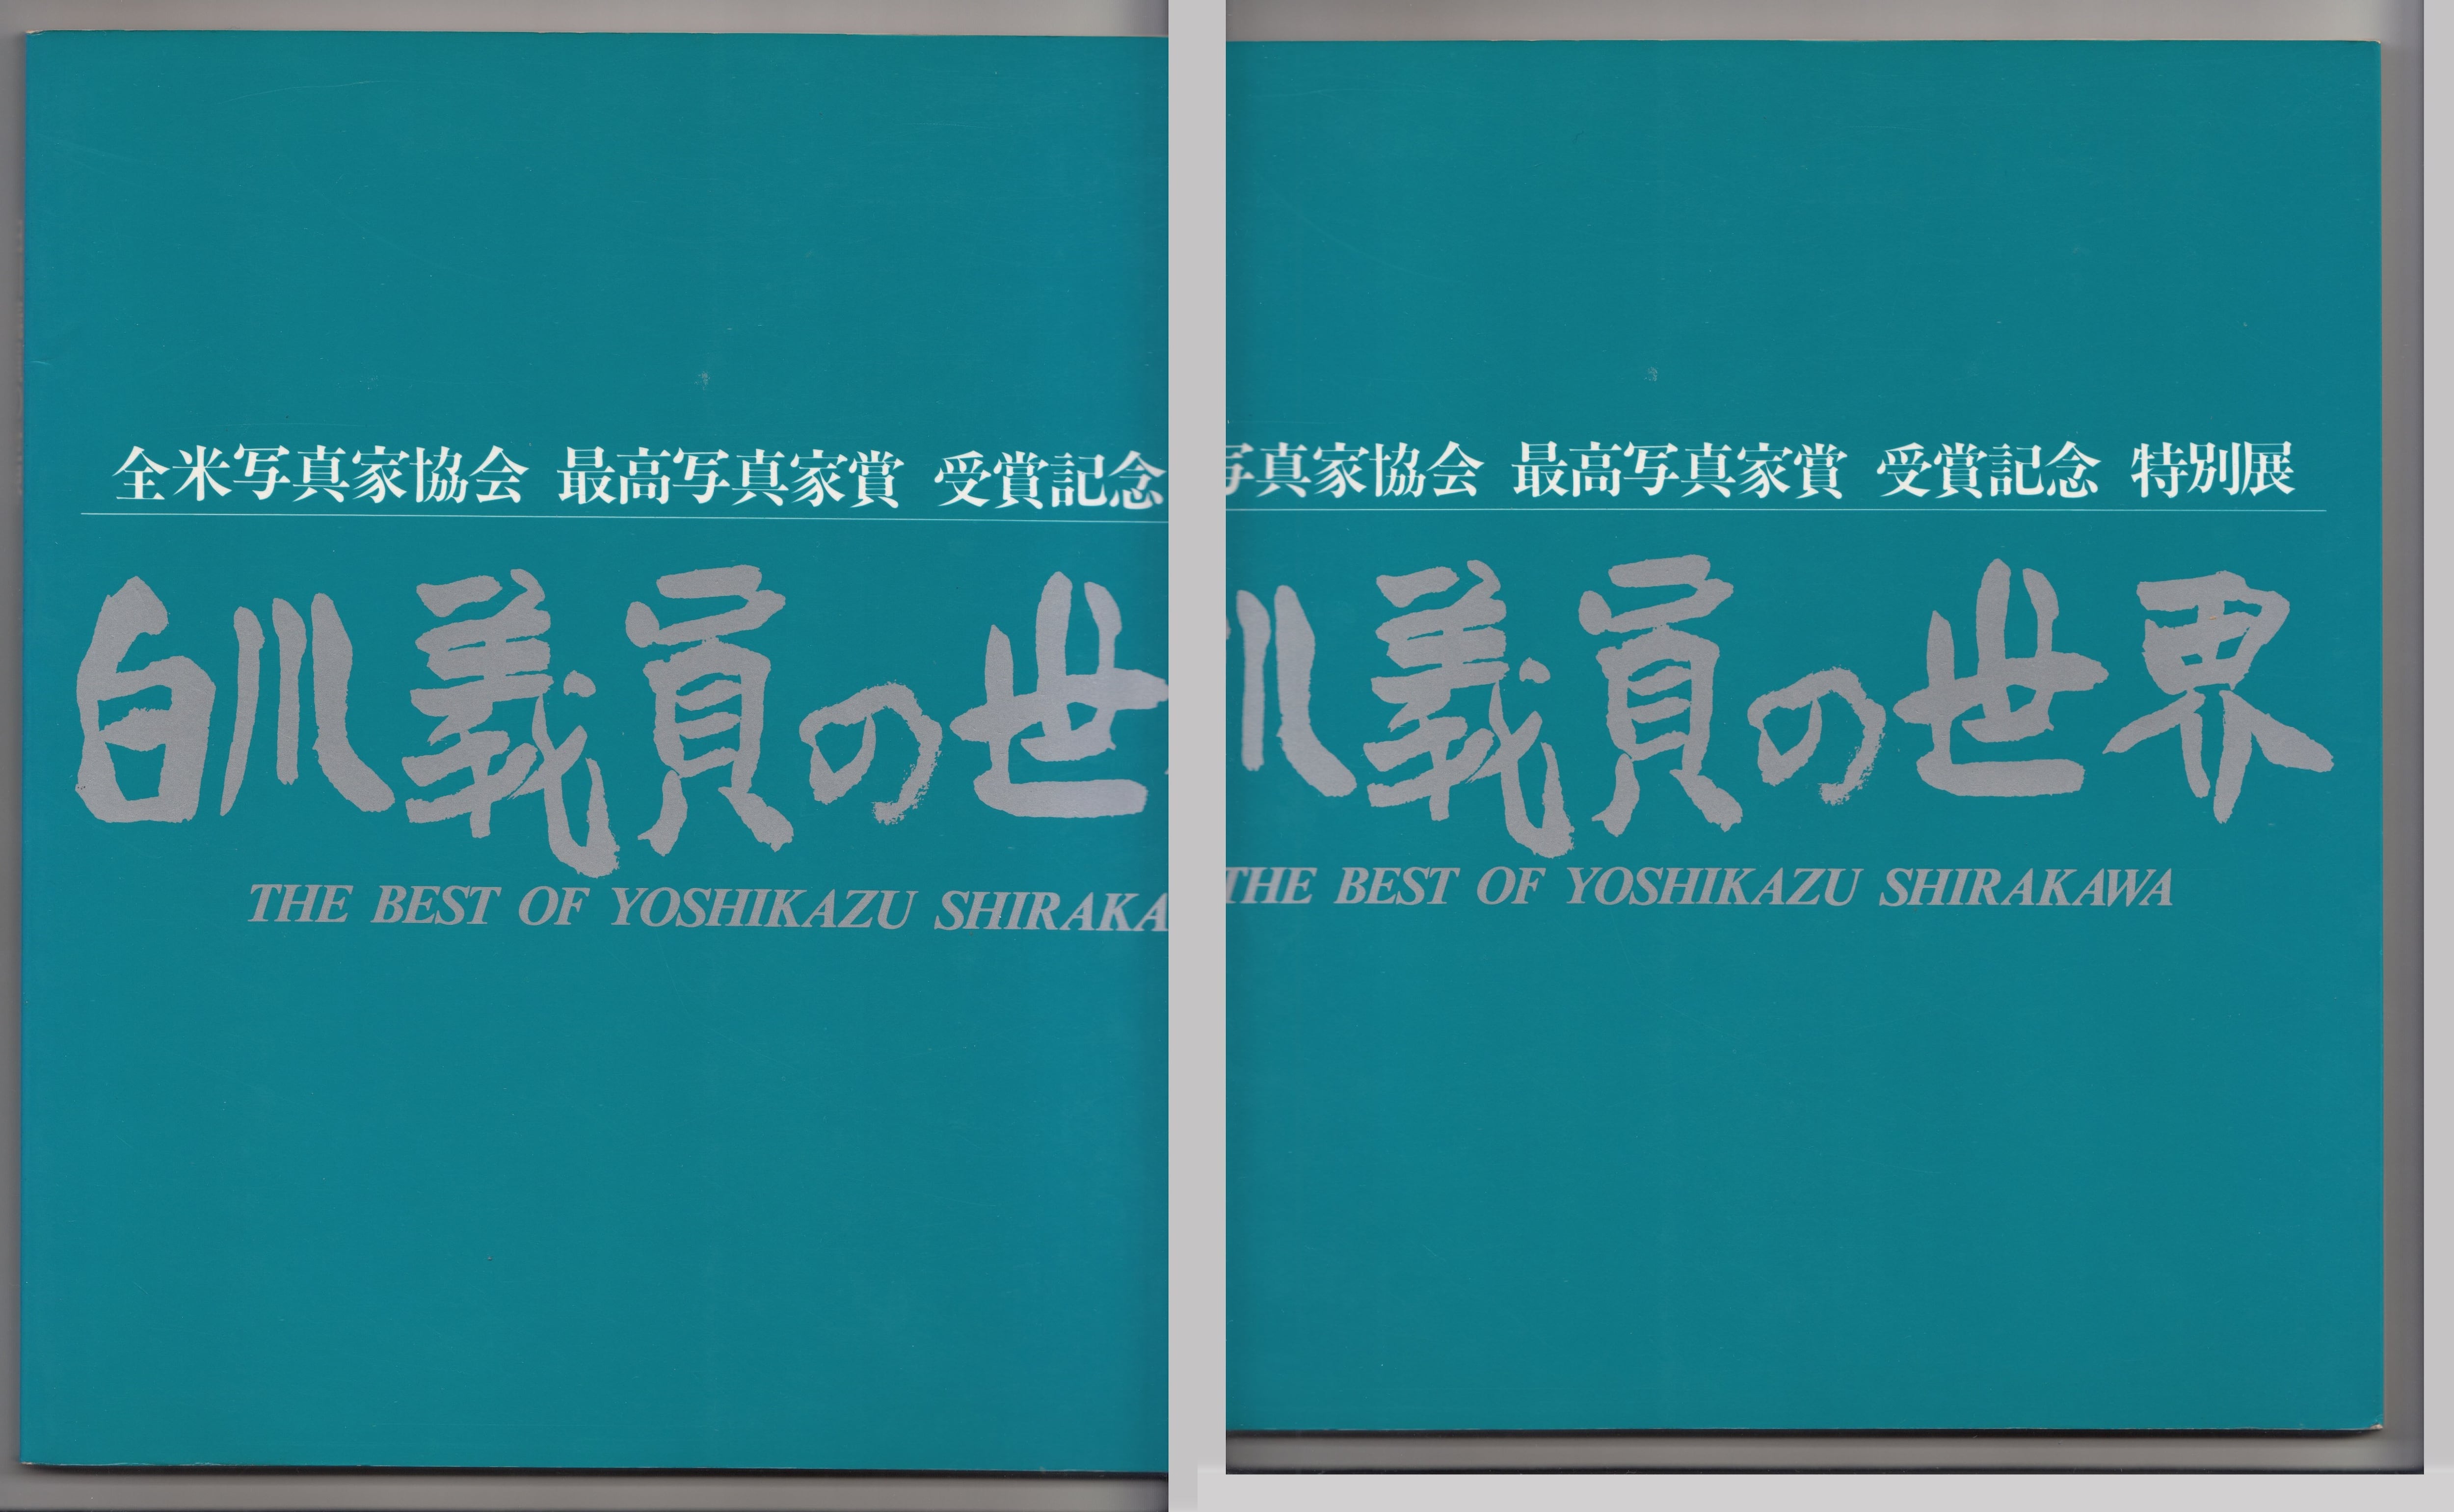 全米写真家協会 最高写真家賞 受賞記念
白川義員の世
THE BEST OF YOSHIKAZU SHIRAKA
写真家協会 最高写真家賞 受賞記念 特別展
川義員の世界
THE BEST OF YOSHIKAZU SHIRAKAWA